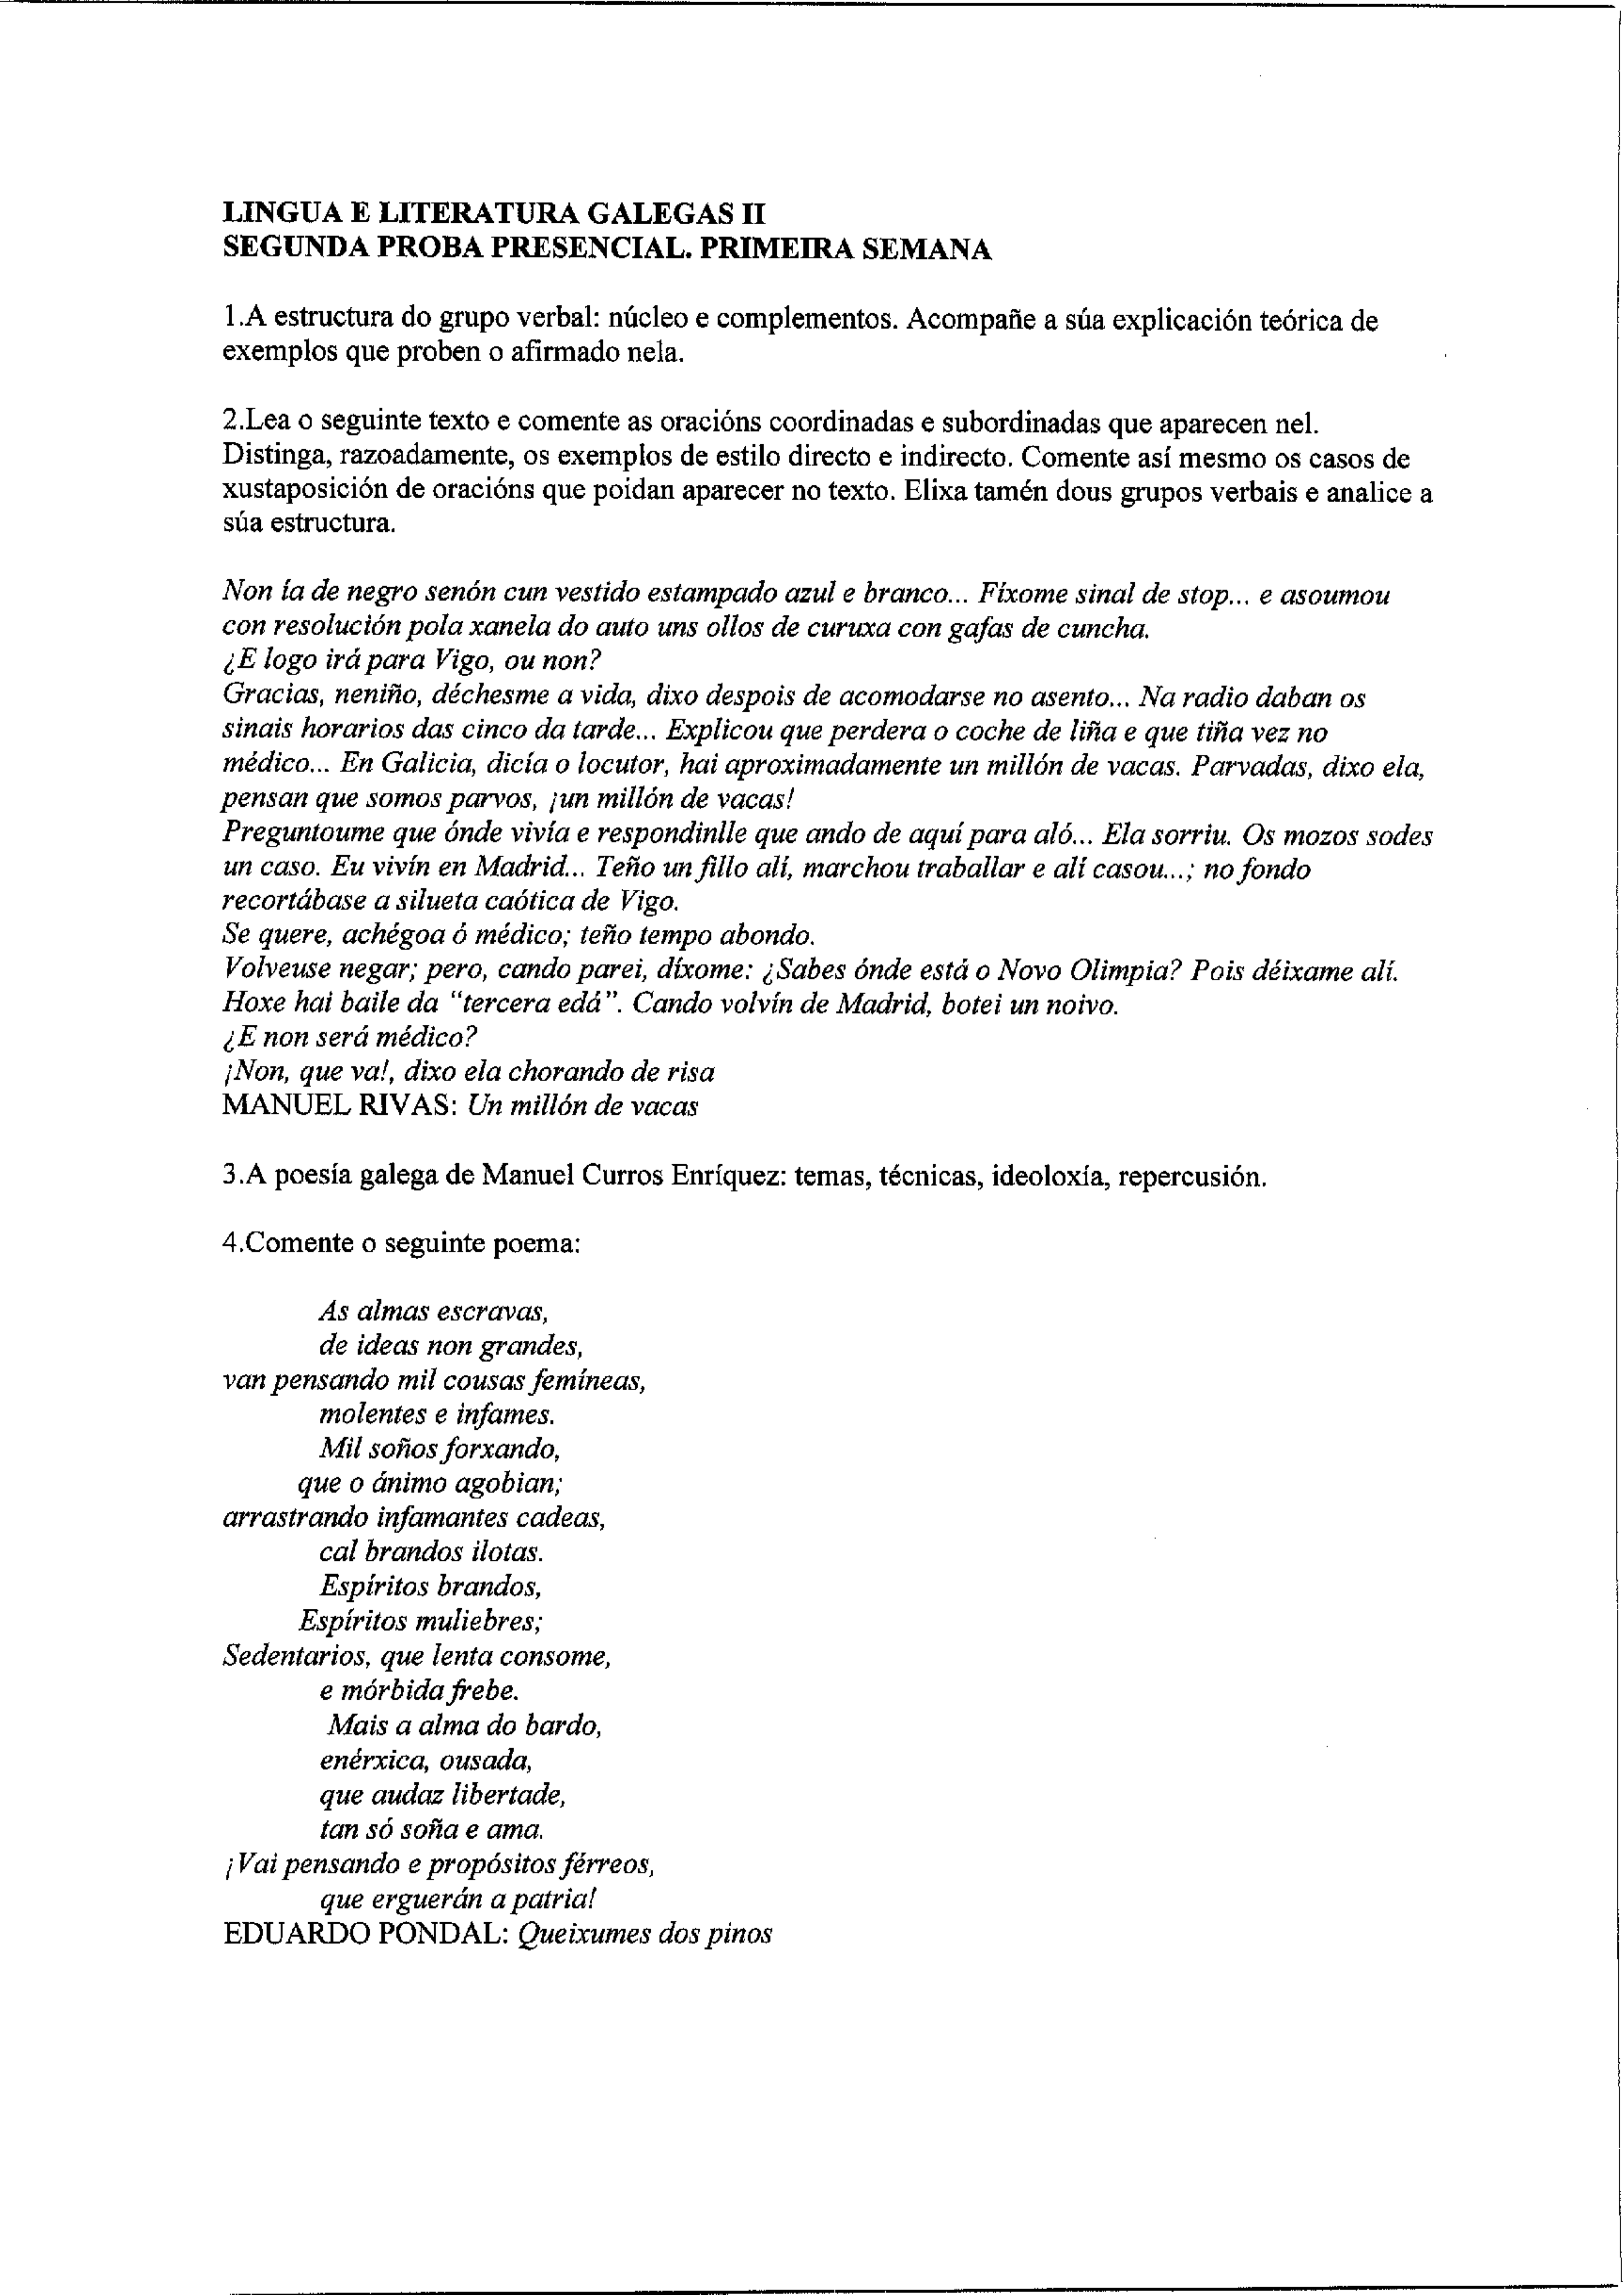 LINGUA E LITERATURA GALEGAS II
SEGUNDA PROBA PRESENCIAL. PRIMEIRA SEMANA
1.A estructura do grupo verbal: núcleo e complementos. Acompañe a súa explicación teórica de
exemplos que proben o afirmado nela.
2.Lea o seguinte texto e comente as oracións coordinadas e subordinadas que aparecen nel.
Distinga, razoadamente, os exemplos de estilo directo e indirecto. Comente así mesmo os casos de
xustaposición de oracións que poidan aparecer no texto. Elixa tamén dous grupos verbais e analice a
súa estructura.
Non ía de negro senón cun vestido estampado azul e branco... Fíxome sinal de stop... e asoumou
con resolución pola xanela do auto uns ollos de curuxa con gafas de cuncha.
¿E logo irá para Vigo, ou non?
Gracias, neniño, déchesme a vida, dixo despois de acomodarse no asento... Na radio daban os
sinais horarios das cinco da tarde... Explicou que perdera o coche de liña e que tiña vez no
médico... En Galicia, dicía o locutor, hai aproximadamente un millón de vacas. Parvadas, dixo ela,
pensan que somos parvos, ¡un millón de vacas!
Preguntoume que ónde vivía e respondinlle que ando de aquí para aló... Ela sorriu. Os mozos sodes
un caso. Eu vivín en Madrid... Teño un fillo alí, marchou traballar e alí casou...; no fondo
recortábase a silueta caótica de Vigo.
Se quere, achégoa ó médico; teño tempo abondo.
Volveuse negar; pero, cando parei, díxome: ¿Sabes ónde está o Novo Olimpia? Pois déixame alí.
Hoxe hai baile da "tercera edá". Cando volvín de Madrid, botei un noivo.
¿E non será médico?
¡Non, que va!, dixo ela chorando de risa
MANUEL RIVAS: Un millón de vacas
3.A poesía galega de Manuel Curros Enríquez: temas, técnicas, ideoloxía, repercusión.
4.Comente o seguinte poema:
As almas escravas,
de ideas non grandes,
van pensando mil cousas femíneas,
molentes e infames.
Mil soños forxando,
que o ánimo agobian;
arrastrando infamantes cadeas,
cal brandos ilotas.
Espíritos brandos,
Espíritos muliebres;
Sedentarios, que lenta consome,
e mórbida frebe.
Mais a alma do bardo,
enérxica, ousada,
que audaz libertade,
tan só soña e ama.
¡Vai pensando e propósitos férreos,
que erguerán a patria!
EDUARDO PONDAL: Queixumes dos pinos